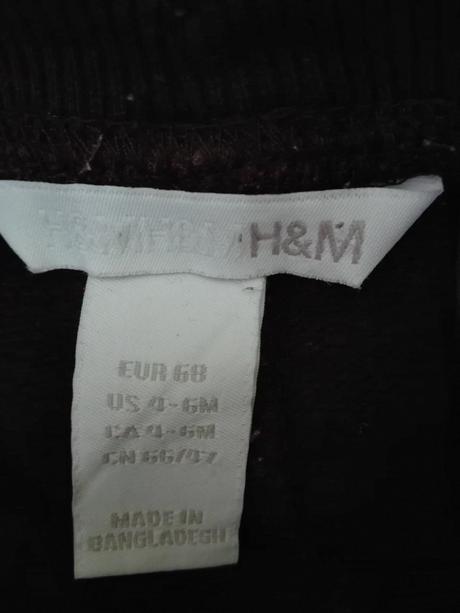 H&M H&M H&M
EUR 68
US 4-6M
CA 4-6M
CN 66/47
MADE IN
BANGLADESH